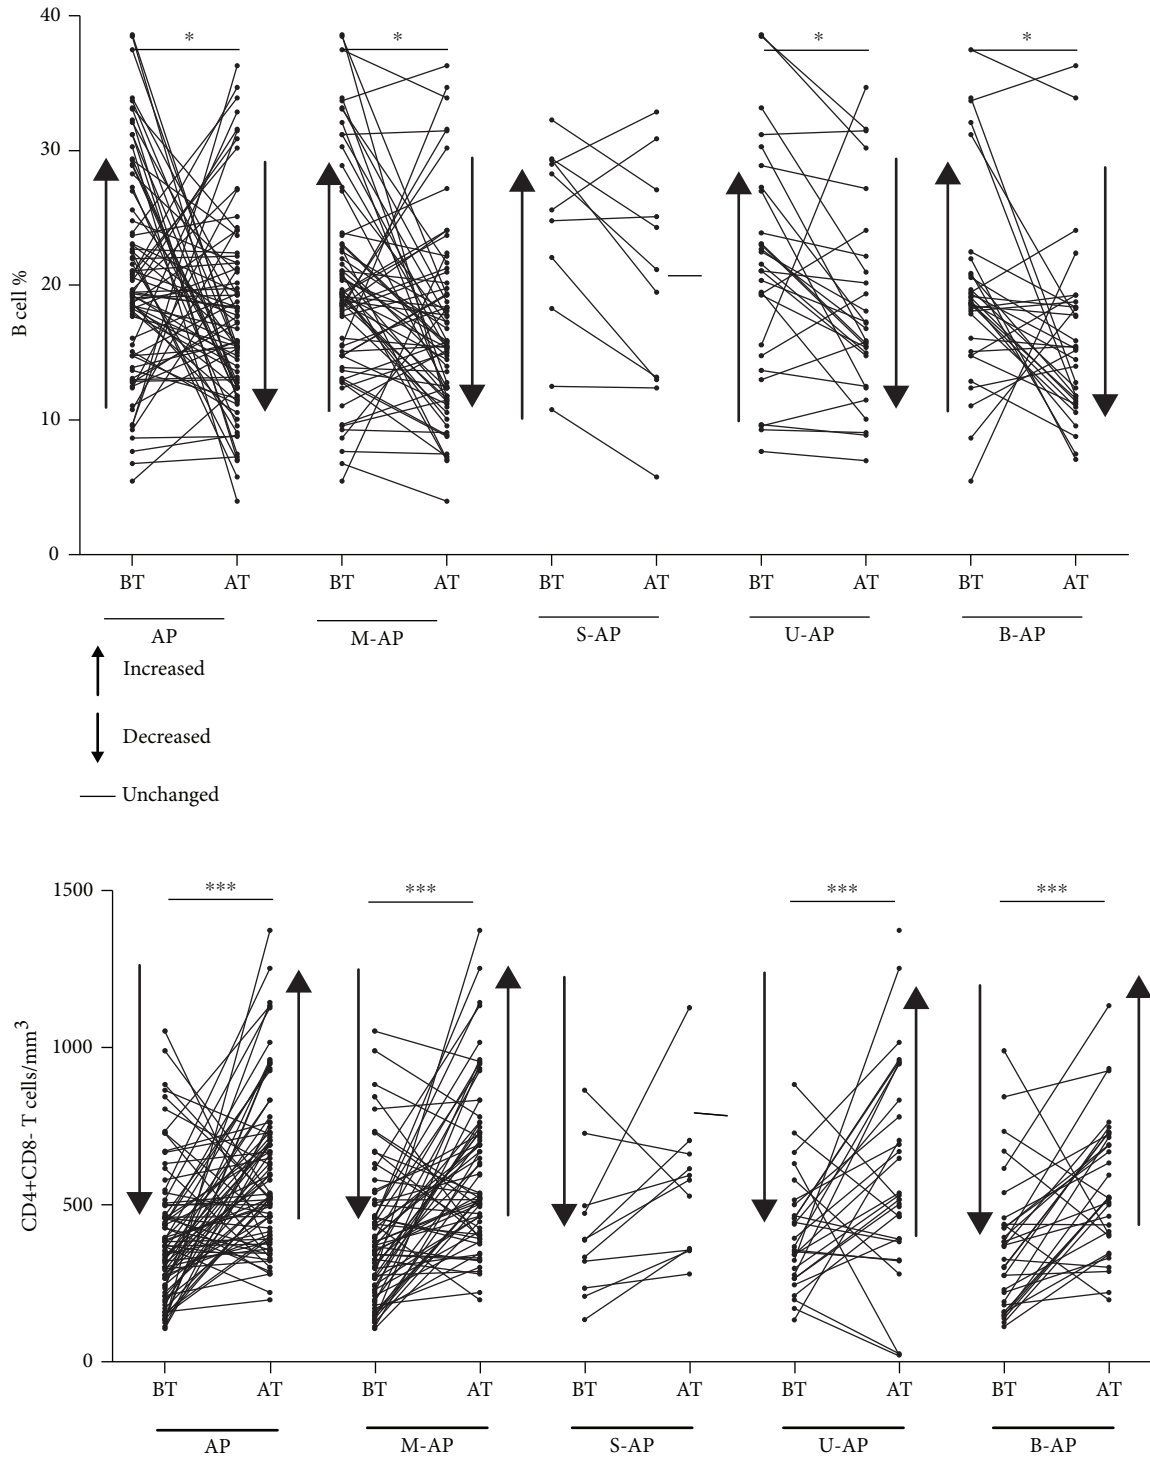 40
30
20
10
0
B cell %
*
*
*
*
BT AT BT AT BT AT BT AT BT AT
AP M-AP S-AP U-AP B-AP
Increased
Decreased
Unchanged
1500
1000
500
0
CD4+CD8- T cells/mm³
***
***
***
***
BT AT BT AT BT AT BT AT BT AT
AP M-AP S-AP U-AP B-AP